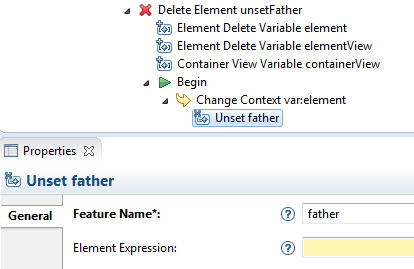 Delete Element unsetFather
Element Delete Variable element
Element Delete Variable elementView
Container View Variable containerView
Begin
Change Context var:element
Unset father
Properties
Unset father
General
Feature Name*: father
Element Expression: